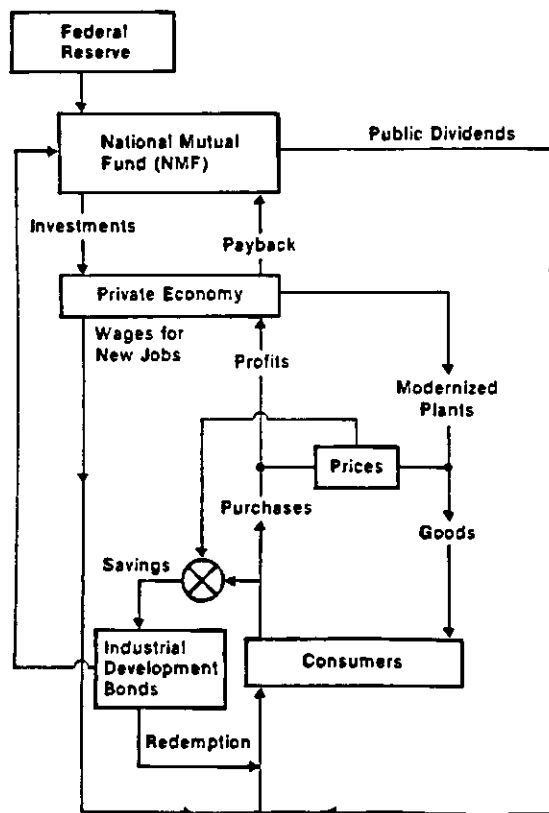 Federal
Reserve
National Mutual
Fund (NMF)
Public Dividends
Investments
Payback
Private Economy
Wages for
New Jobs
Profits
Modernized
Plants
Prices
Purchases
Goods
Savings
Industrial
Development
Bonds
Consumers
Redemption